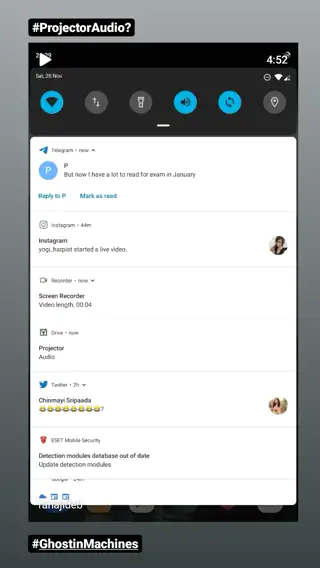 #ProjectorAudio?
4:52
Sat, 26 Nov
Telegram • now
P
P
But now I have a lot to read for exam in January
Reply to P
Mark as read
Instagram • 44m
Instagram
yogi_harpist started a live video.
Recorder • now
Screen Recorder
Video length: 00:04
Drive • now
Projector
Audio
Twitter • 2h
Chinmayi Sripaada
😂😂😂😂😂😂😂😂?
ESET Mobile Security
Detection modules database out of date
Update detection modules
Google • 24h
ranajideb
#GhostinMachines